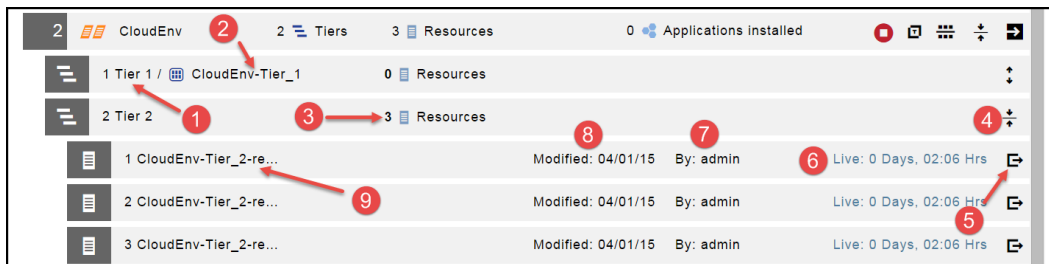 2 CloudEnv 2 Tiers 3 Resources 0 Applications installed
2
1 Tier 1 / CloudEnv-Tier_1 0 Resources
2 Tier 2 3 Resources
1 3 4
8 7
1 CloudEnv-Tier_2-re... Modified: 04/01/15 By: admin 6 Live: 0 Days, 02:06 Hrs
2 CloudEnv-Tier_2-re... Modified: 04/01/15 By: admin Live: 0 Days, 02:06 Hrs
9 5
3 CloudEnv-Tier_2-re... Modified: 04/01/15 By: admin Live: 0 Days, 02:06 Hrs